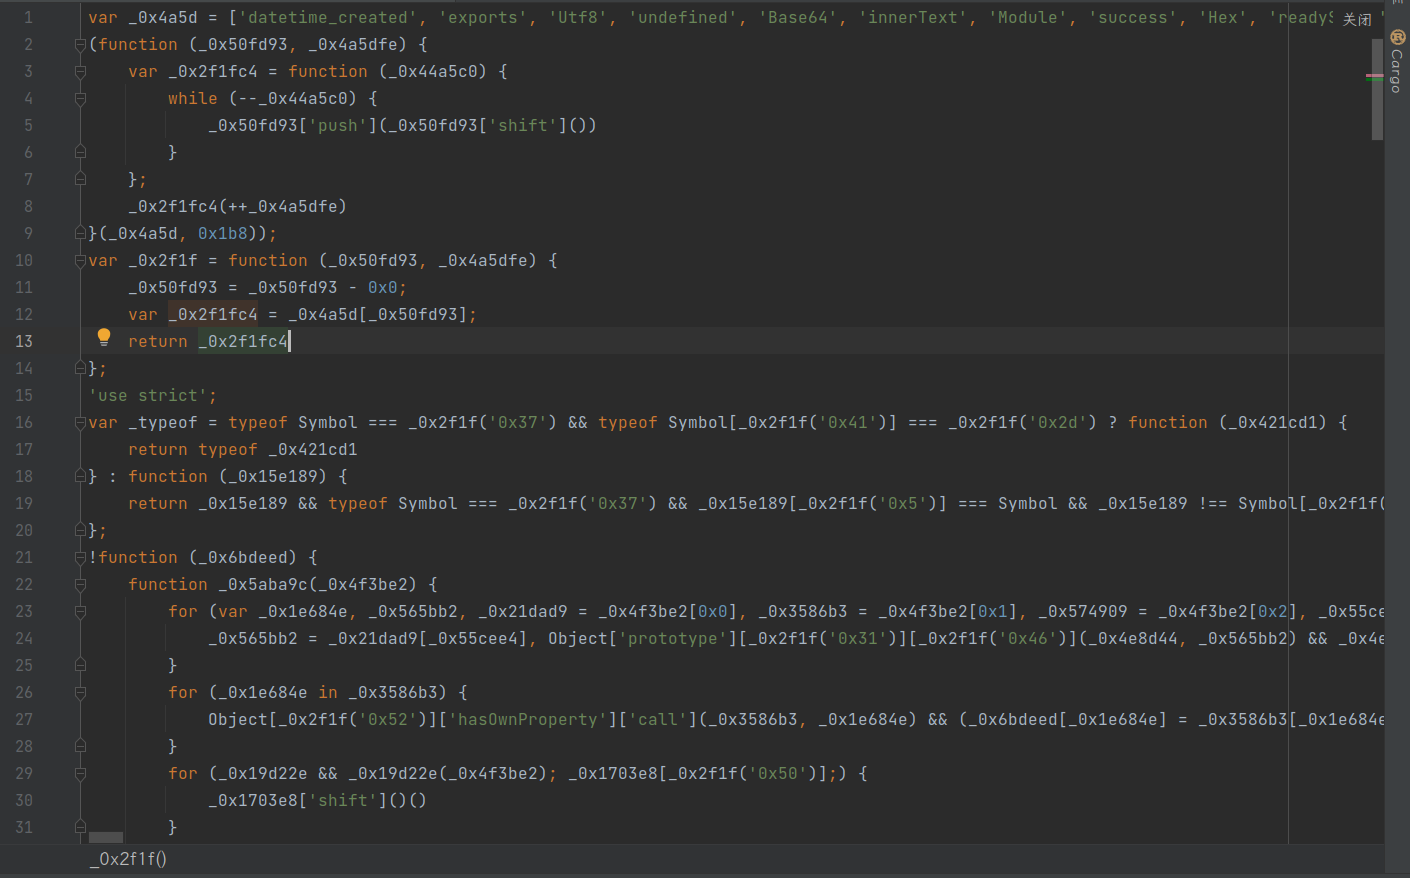 1 var _0x4a5d = ['datetime_created', 'exports', 'Utf8', 'undefined', 'Base64', 'innerText', 'Module', 'success', 'Hex', 'readyS 关闭
2 (function (_0x50fd93, _0x4a5dfe) {
3 var _0x2f1fc4 = function (_0x44a5c0) {
4 while (--_0x44a5c0) {
5 _0x50fd93['push'](_0x50fd93['shift']())
6 }
7 };
8 _0x2f1fc4(++_0x4a5dfe)
9 }(_0x4a5d, 0x1b8));
10 var _0x2f1f = function (_0x50fd93, _0x4a5dfe) {
11 _0x50fd93 = _0x50fd93 - 0x0;
12 var _0x2f1fc4 = _0x4a5d[_0x50fd93];
13 return _0x2f1fc4
14 };
15 'use strict';
16 var _typeof = typeof Symbol === _0x2f1f('0x37') && typeof Symbol[_0x2f1f('0x41')] === _0x2f1f('0x2d') ? function (_0x421cd1) {
17 return typeof _0x421cd1
18 } : function (_0x15e189) {
19 return _0x15e189 && typeof Symbol === _0x2f1f('0x37') && _0x15e189[_0x2f1f('0x5')] === Symbol && _0x15e189 !== Symbol[_0x2f1f(
20 };
21 !function (_0x6bdeed) {
22 function _0x5aba9c(_0x4f3be2) {
23 for (var _0x1e684e, _0x565bb2, _0x21dad9 = _0x4f3be2[0x0], _0x3586b3 = _0x4f3be2[0x1], _0x574909 = _0x4f3be2[0x2], _0x55ce
24 _0x565bb2 = _0x21dad9[_0x55cee4], Object['prototype'][_0x2f1f('0x31')][_0x2f1f('0x46')](_0x4e8d44, _0x565bb2) && _0x4e
25 }
26 for (_0x1e684e in _0x3586b3) {
27 Object[_0x2f1f('0x52')]['hasOwnProperty']['call'](_0x3586b3, _0x1e684e) && (_0x6bdeed[_0x1e684e] = _0x3586b3[_0x1e684e
28 }
29 for (_0x19d22e && _0x19d22e(_0x4f3be2); _0x1703e8[_0x2f1f('0x50')];) {
30 _0x1703e8['shift']()()
31 }
_0x2f1f()
Cargo